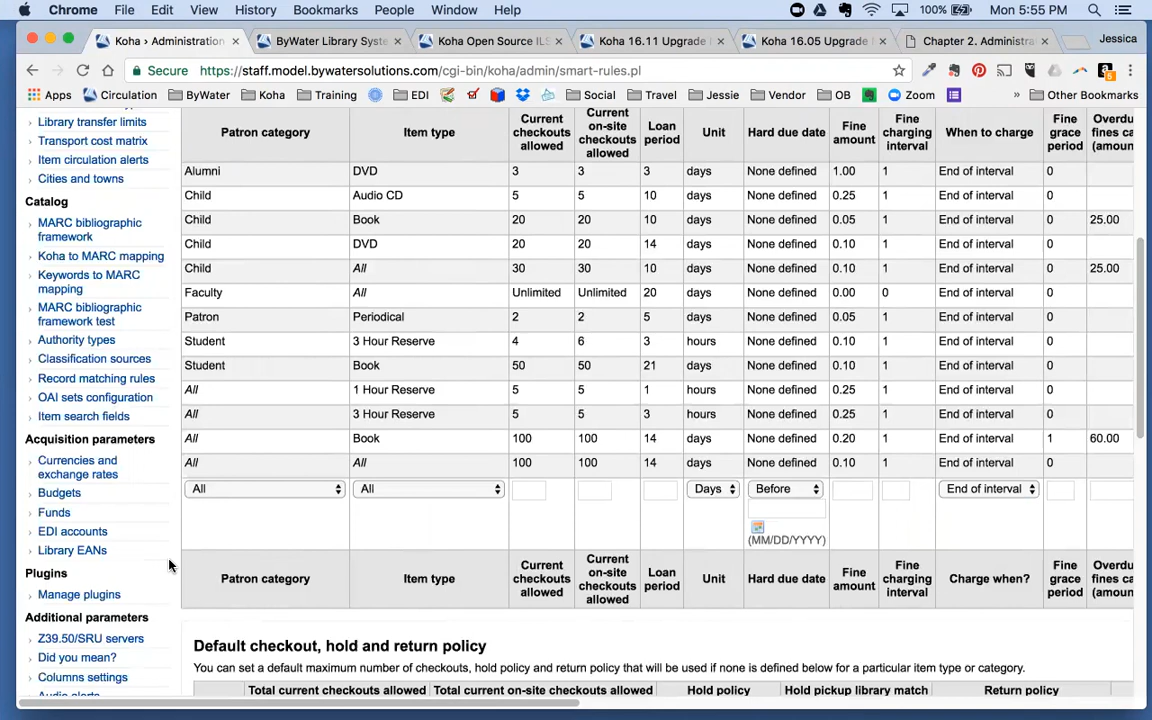 Chrome File Edit View History Bookmarks People Window Help 100% Mon 5:55 PM
Koha › Administration × ByWater Library Syste × Koha Open Source ILS × Koha 16.11 Upgrade × Koha 16.05 Upgrade × Chapter 2. Administra × Jessica
Secure https://staff.model.bywatersolutions.com/cgi-bin/koha/admin/smart-rules.pl
Apps Circulation ByWater Koha Training EDI Social Travel Jessie Vendor OB Zoom » Other Bookmarks
Library transfer limits
Transport cost matrix
Item circulation alerts
Cities and towns
Catalog
MARC bibliographic
framework
Koha to MARC mapping
Keywords to MARC
mapping
MARC bibliographic
framework test
Authority types
Classification sources
Record matching rules
OAI sets configuration
Item search fields
Acquisition parameters
Currencies and
exchange rates
Budgets
Funds
EDI accounts
Library EANs
Plugins
Manage plugins
Additional parameters
Z39.50/SRU servers
Did you mean?
Columns settings
Audio alerts
Patron category Item type Current checkouts allowed Current on-site checkouts allowed Loan period Unit Hard due date Fine amount Fine charging interval When to charge Fine grace period Overdu fines ca (amoun
Alumni DVD 3 3 3 days None defined 1.00 1 End of interval 0
Child Audio CD 5 5 10 days None defined 0.25 1 End of interval 0
Child Book 20 20 10 days None defined 0.05 1 End of interval 0 25.00
Child DVD 20 20 14 days None defined 0.10 1 End of interval 0
Child All 30 30 10 days None defined 0.10 1 End of interval 0 25.00
Faculty All Unlimited Unlimited 20 days None defined 0.00 0 End of interval 0
Patron Periodical 2 2 5 days None defined 0.05 1 End of interval 0
Student 3 Hour Reserve 4 6 3 hours None defined 0.10 1 End of interval 0
Student Book 50 50 21 days None defined 0.10 1 End of interval 0
All 1 Hour Reserve 5 5 1 hours None defined 0.25 1 End of interval 0
All 3 Hour Reserve 5 5 3 hours None defined 0.25 1 End of interval 0
All Book 100 100 14 days None defined 0.20 1 End of interval 1 60.00
All All 100 100 14 days None defined 0.10 1 End of interval 0
All All Days Before End of interval
(MM/DD/YYYY)
Patron category Item type Current checkouts allowed Current on-site checkouts allowed Loan period Unit Hard due date Fine amount Fine charging interval Charge when? Fine grace period Overdu fines ca (amoun
Default checkout, hold and return policy
You can set a default maximum number of checkouts, hold policy and return policy that will be used if none is defined below for a particular item type or category.
Total current checkouts allowed Total current on-site checkouts allowed Hold policy Hold pickup library match Return policy